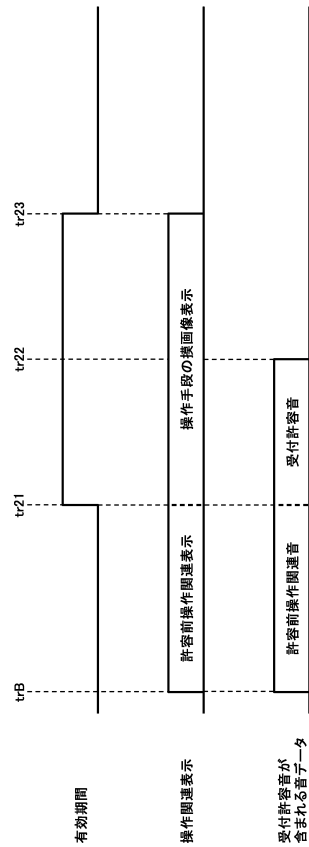 trB
tr21
tr22
tr23
有効期間
操作関連表示
許容前操作関連表示
操作手段の模画像表示
受付許容音が
含まれる音データ
許容前操作関連音
受付許容音